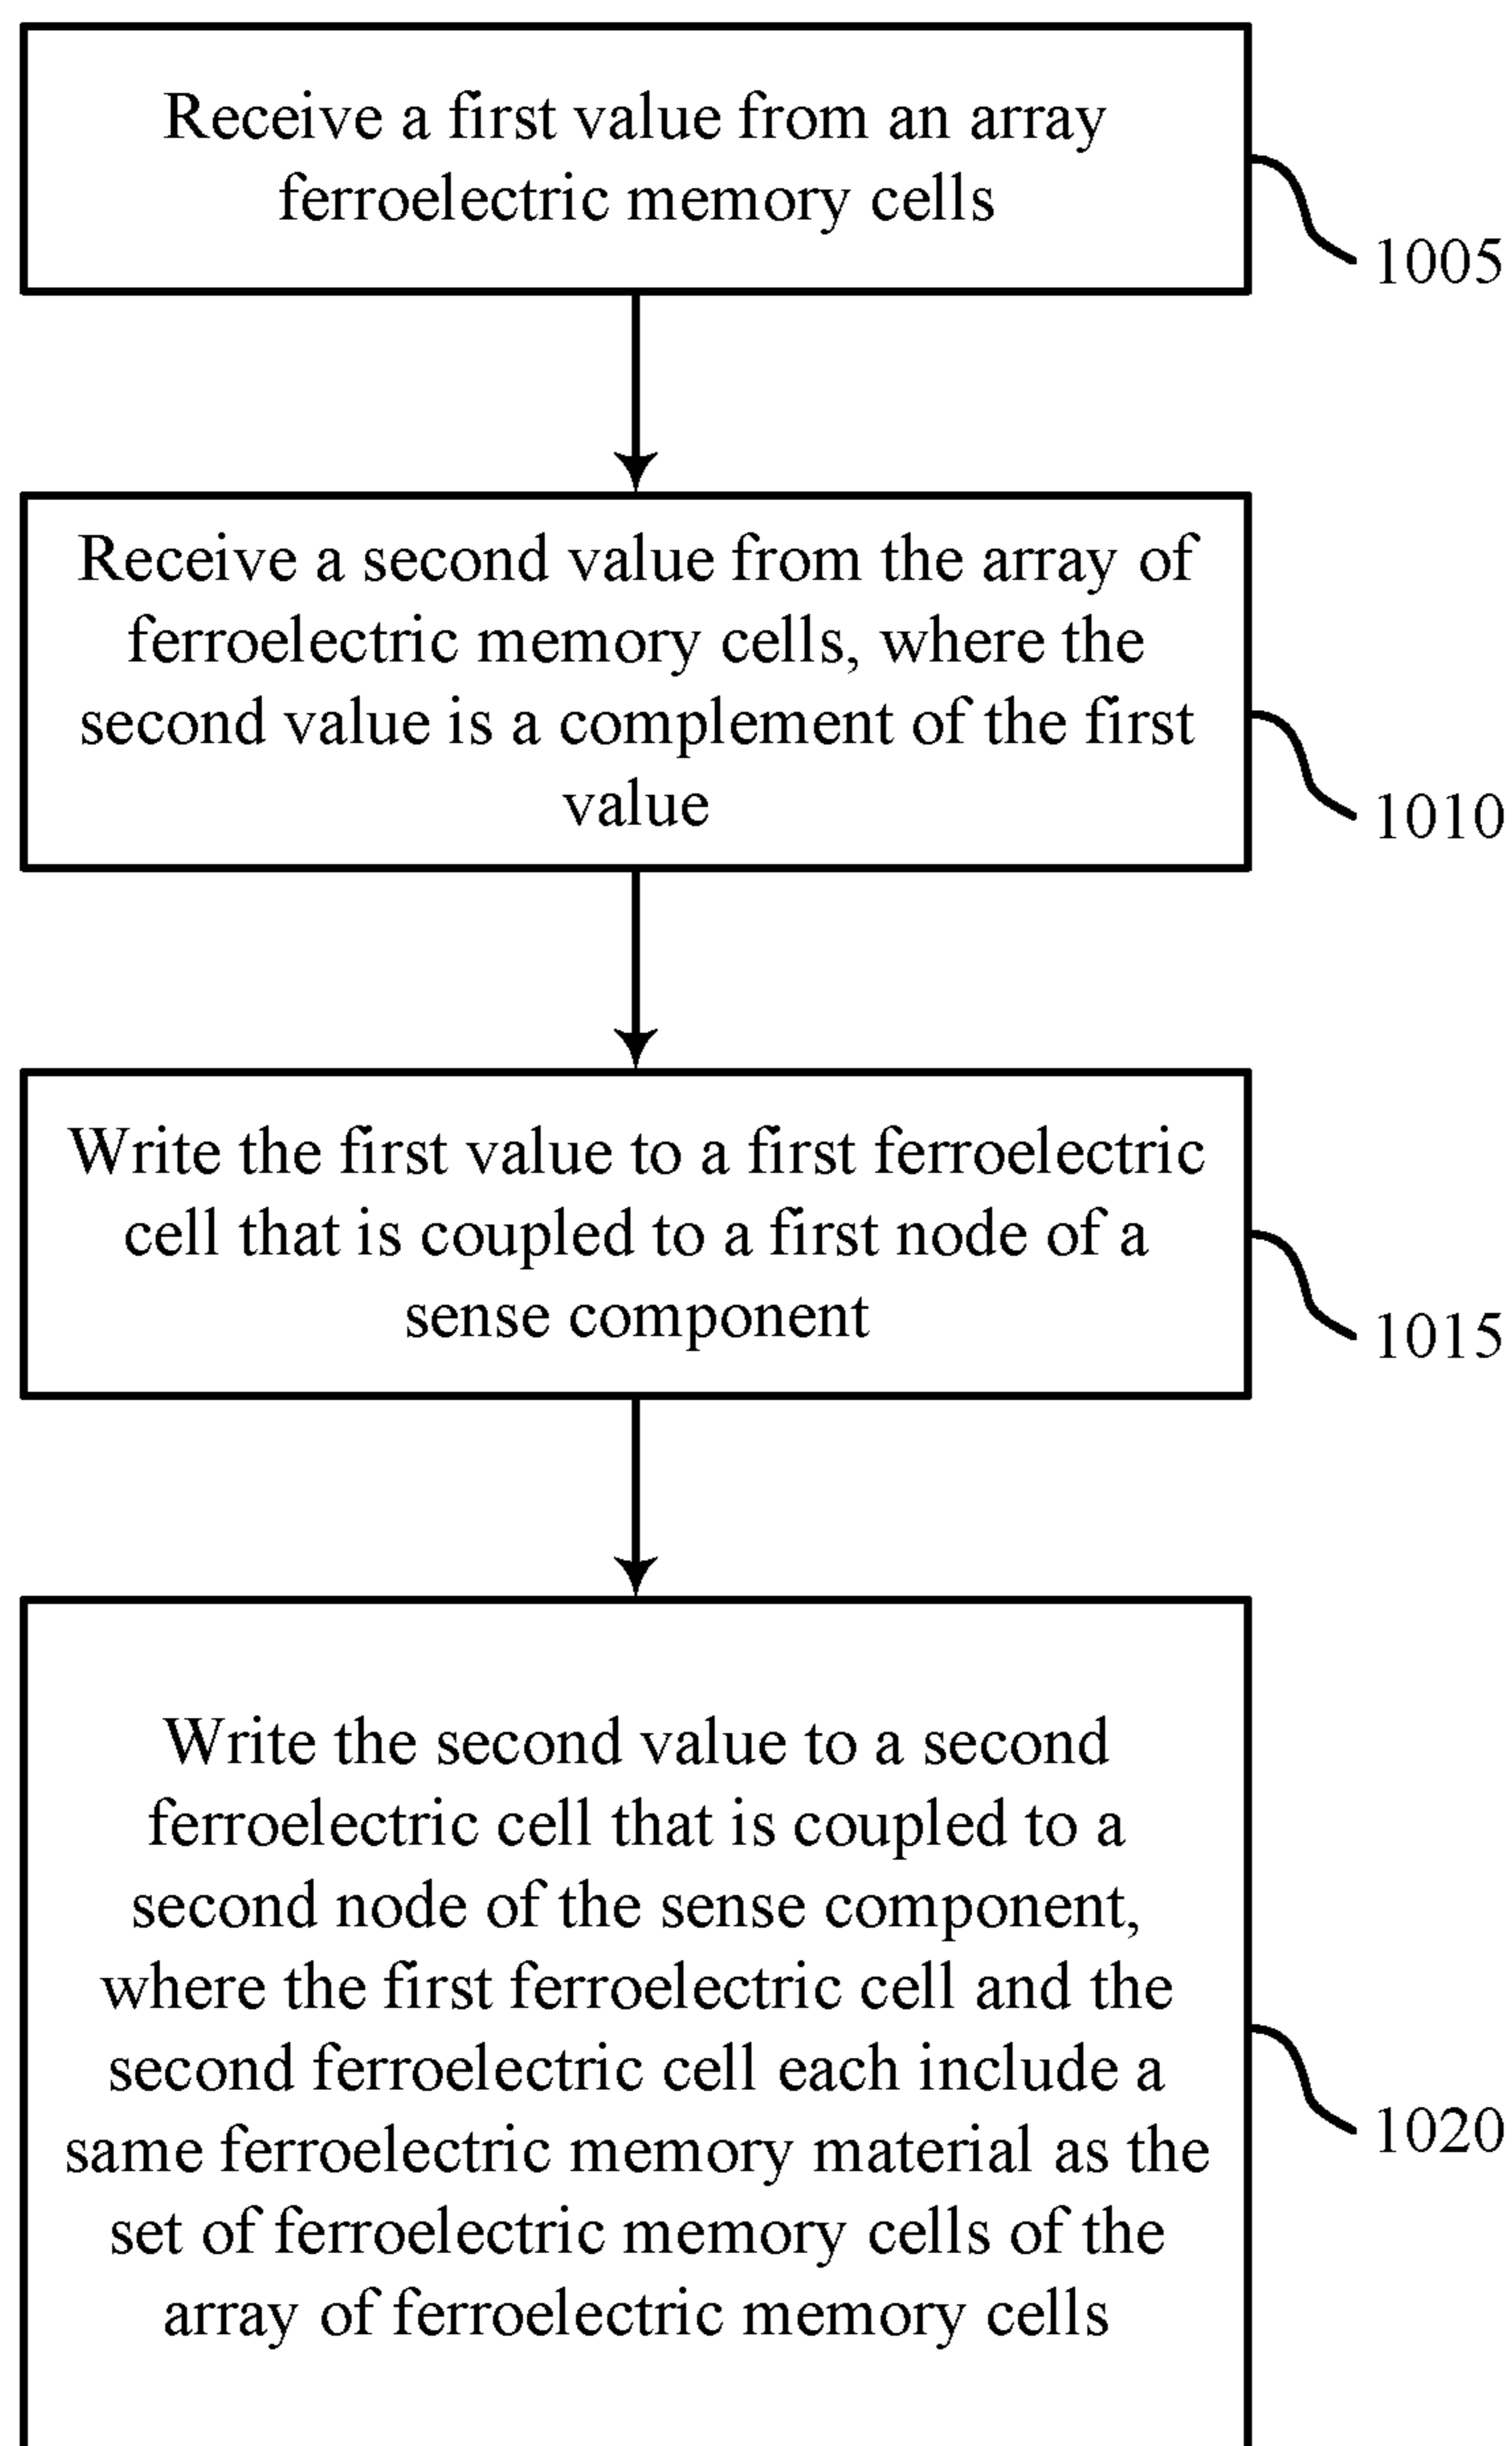 Receive a first value from an array
ferroelectric memory cells
1005
Receive a second value from the array of
ferroelectric memory cells, where the
second value is a complement of the first
value
1010
Write the first value to a first ferroelectric
cell that is coupled to a first node of a
sense component
1015
Write the second value to a second
ferroelectric cell that is coupled to a
second node of the sense component,
where the first ferroelectric cell and the
second ferroelectric cell each include a
same ferroelectric memory material as the
set of ferroelectric memory cells of the
array of ferroelectric memory cells
1020